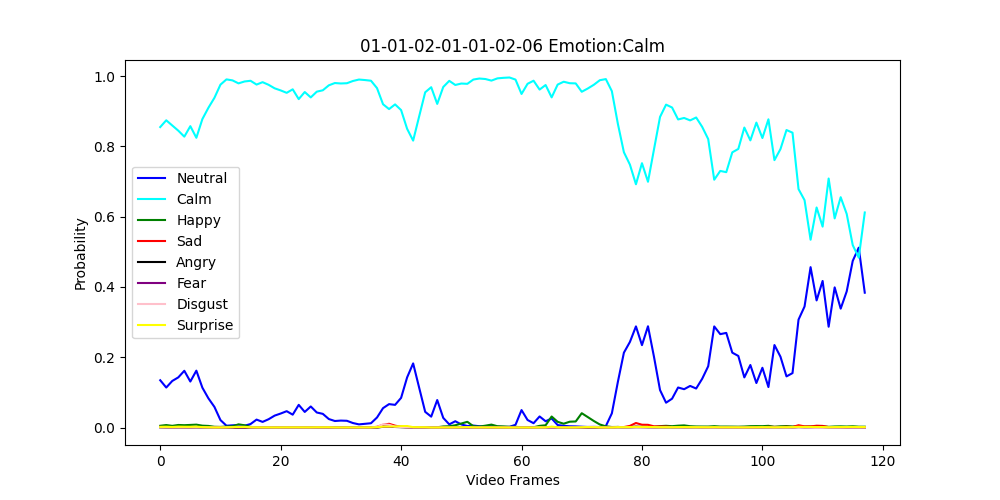 01-01-02-01-01-02-06 Emotion:Calm
1.0
0.8
0.6
0.4
0.2
0.0
Probability
Neutral
Calm
Happy
Sad
Angry
Fear
Disgust
Surprise
0 20 40 60 80 100 120
Video Frames